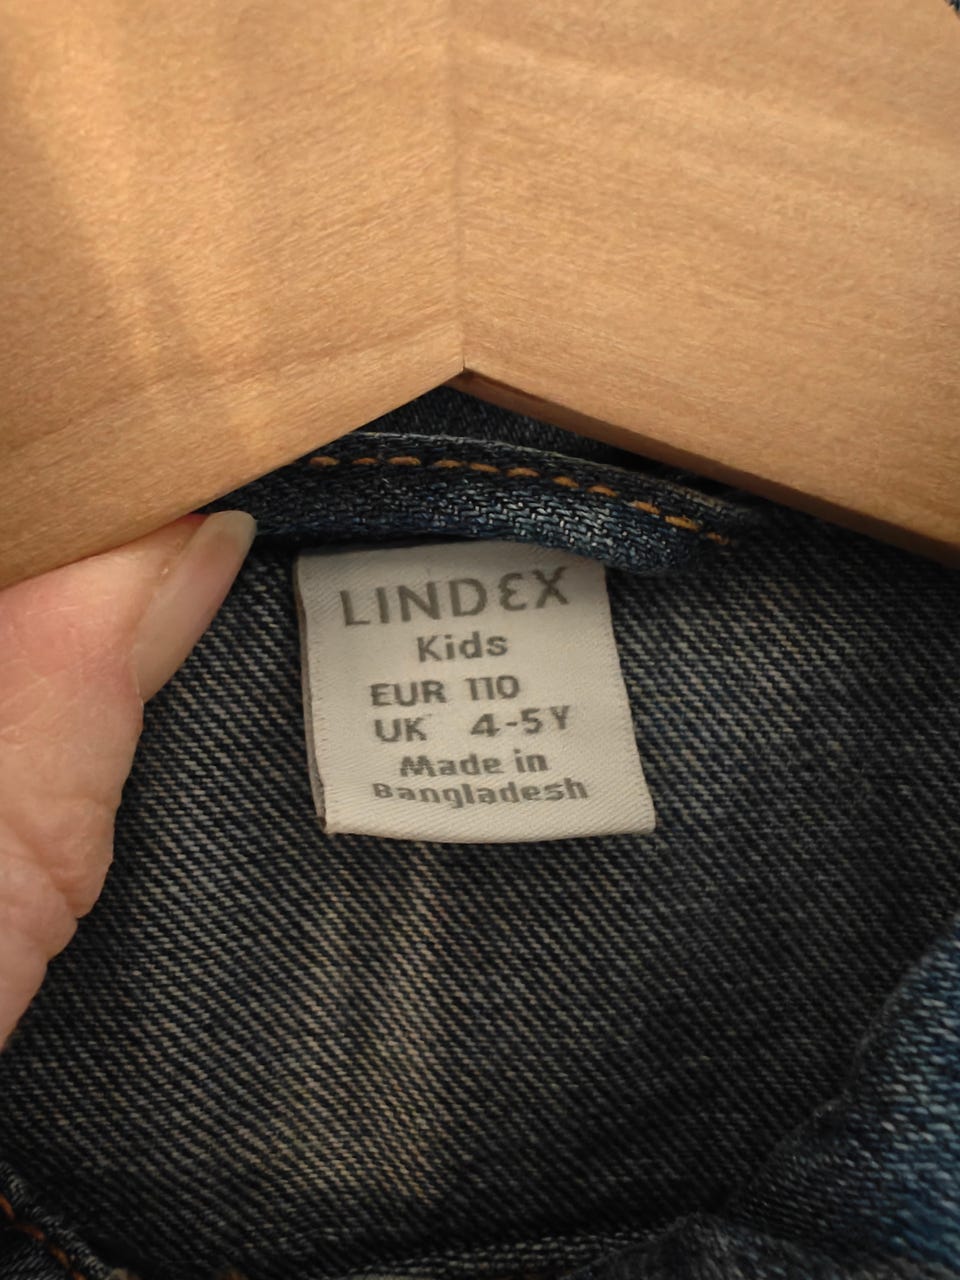 LINDEX
Kids
EUR 110
UK 4-5Y
Made in
Bangladesh